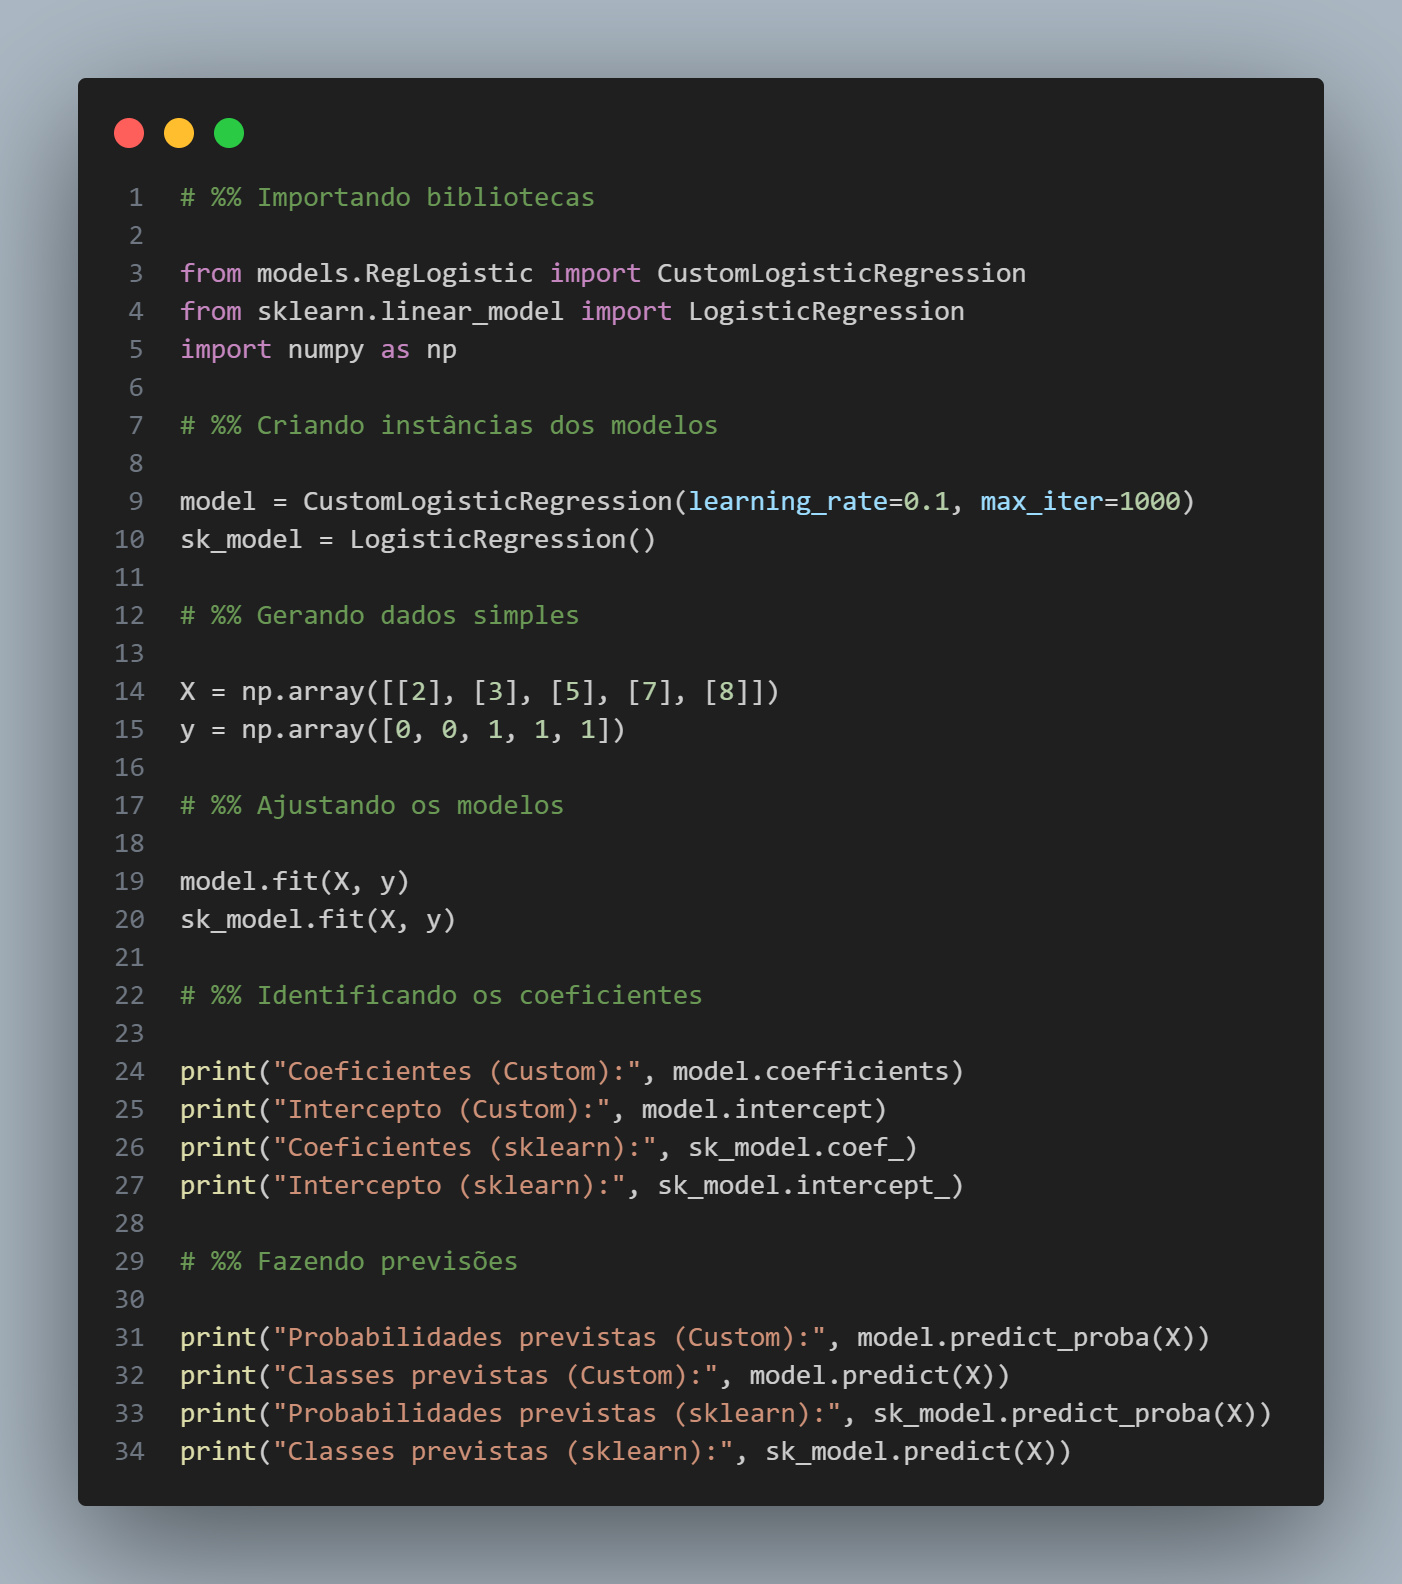 1 # %% Importando bibliotecas
2
3 from models.RegLogistic import CustomLogisticRegression
4 from sklearn.linear_model import LogisticRegression
5 import numpy as np
6
7 # %% Criando instâncias dos modelos
8
9 model = CustomLogisticRegression(learning_rate=0.1, max_iter=1000)
10 sk_model = LogisticRegression()
11
12 # %% Gerando dados simples
13
14 X = np.array([[2], [3], [5], [7], [8]])
15 y = np.array([0, 0, 1, 1, 1])
16
17 # %% Ajustando os modelos
18
19 model.fit(X, y)
20 sk_model.fit(X, y)
21
22 # %% Identificando os coeficientes
23
24 print("Coeficientes (Custom):", model.coefficients)
25 print("Intercepto (Custom):", model.intercept)
26 print("Coeficientes (sklearn):", sk_model.coef_)
27 print("Intercepto (sklearn):", sk_model.intercept_)
28
29 # %% Fazendo previsões
30
31 print("Probabilidades previstas (Custom):", model.predict_proba(X))
32 print("Classes previstas (Custom):", model.predict(X))
33 print("Probabilidades previstas (sklearn):", sk_model.predict_proba(X))
34 print("Classes previstas (sklearn):", sk_model.predict(X))